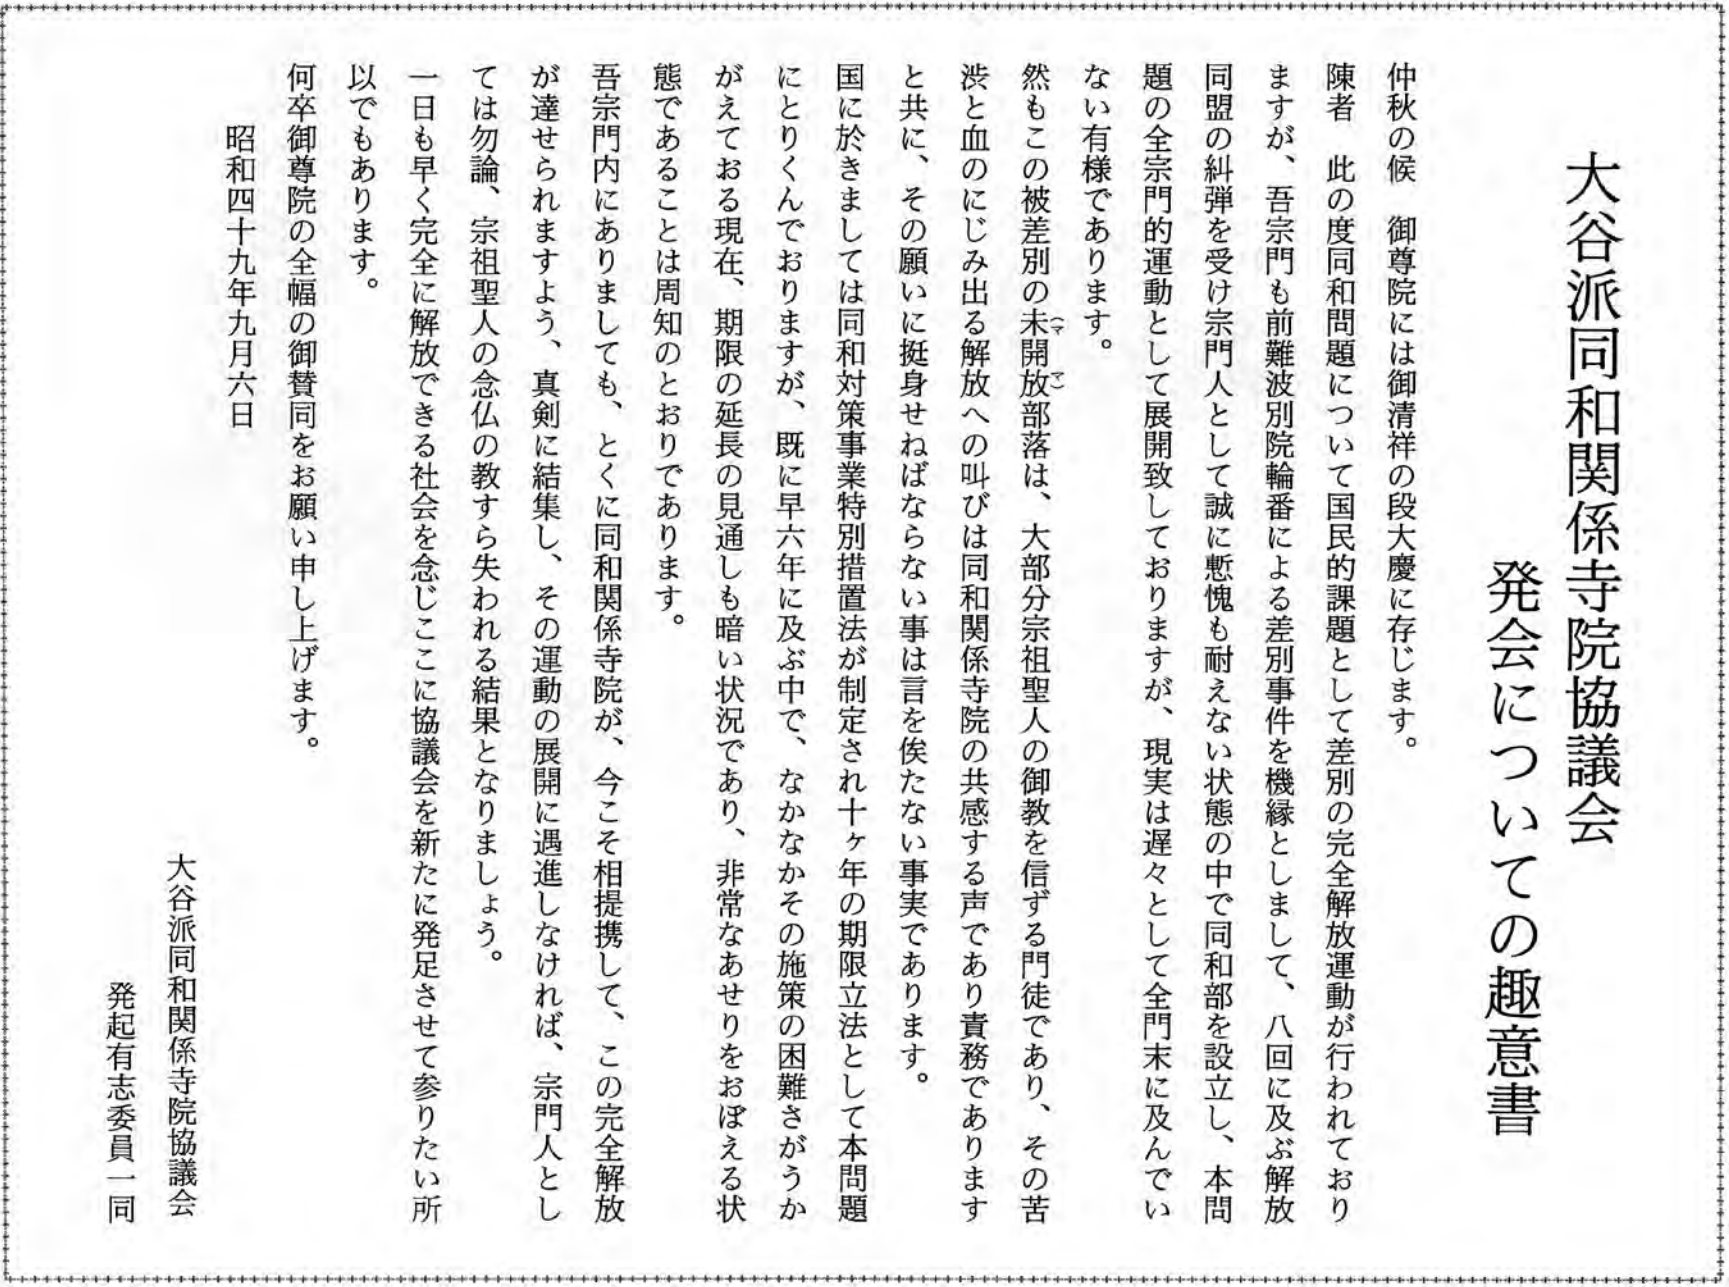 大谷派同和関係寺院協議会
発会についての趣意書
仲秋の候　御尊院には御清祥の段大慶に存じます。
陳者　此の度同和問題について国民的課題として差別の完全解放運動が行われており
ますが、吾宗門も前難波別院輪番による差別事件を機縁としまして、八回に及ぶ解放
同盟の糾弾を受け宗門人として誠に慙愧も耐えない状態の中で同和部を設立し、本問
題の全宗門的運動として展開致しておりますが、現実は遅々として全門末に及んでい
ない有様であります。
然もこの被差別の未開放（ママ）部落は、大部分宗祖聖人の御教を信ずる門徒であり、その苦
渋と血のにじみ出る解放への叫びは同和関係寺院の共感する声であり責務であります
と共に、その願いに挺身せねばならない事は言を俟たない事実であります。
国に於きましては同和対策事業特別措置法が制定され十ヶ年の期限立法として本問題
にとりくんでおりますが、既に早六年に及ぶ中で、なかなかその施策の困難さがうか
がえておる現在、期限の延長の見通しも暗い状況であり、非常なあせりをおぼえる状
態であることは周知のとおりであります。
吾宗門内にありましても、とくに同和関係寺院が、今こそ相提携して、この完全解放
が達せられますよう、真剣に結集し、その運動の展開に遇進しなければ、宗門人とし
ては勿論、宗祖聖人の念仏の教すら失われる結果となりましょう。
一日も早く完全に解放できる社会を念じここに協議会を新たに発足させて参りたい所
以でもあります。
何卒御尊院の全幅の御賛同をお願い申し上げます。
昭和四十九年九月六日
大谷派同和関係寺院協議会
発起有志委員一同